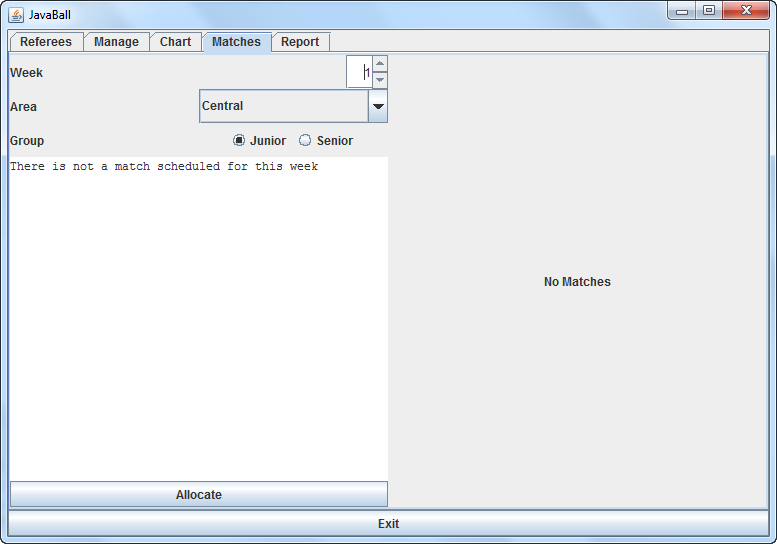 JavaBall
Referees Manage Chart Matches Report
Week 1
Area Central
Group Junior Senior
There is not a match scheduled for this week
No Matches
Allocate
Exit